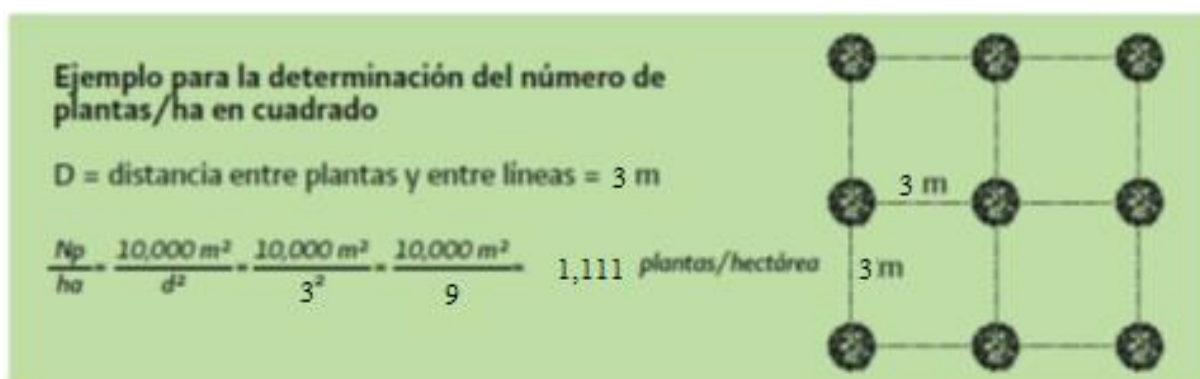 Ejemplo para la determinación del número de
plantas/ha en cuadrado
D = distancia entre plantas y entre lineas = 3 m
Np/ha = 10,000 m²/d² = 10,000 m²/3² = 10,000 m²/9 = 1,111 plantas/hectárea
3 m
3 m